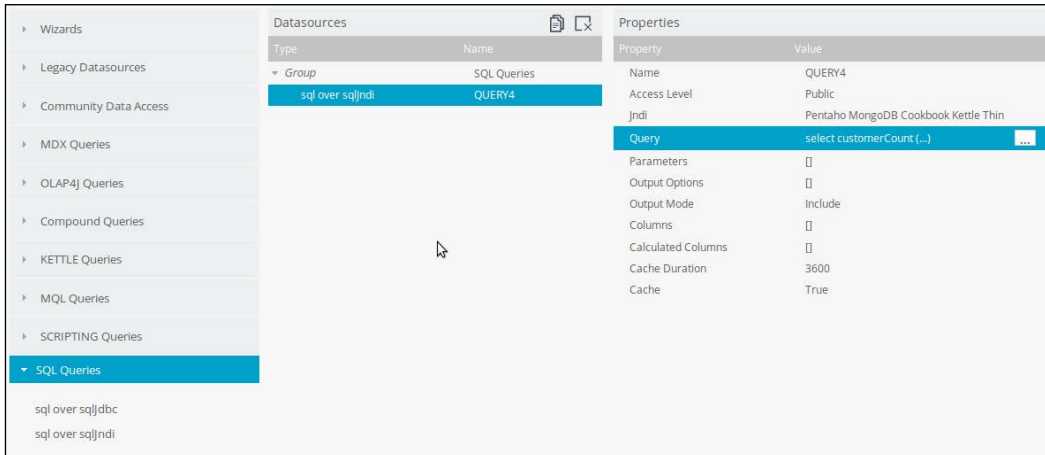 Wizards
Legacy Datasources
Community Data Access
MDX Queries
OLAP4J Queries
Compound Queries
KETTLE Queries
MQL Queries
SCRIPTING Queries
SQL Queries
sql over sqlJdbc
sql over sqlJndi
Datasources
Type Name
Group SQL Queries
sql over sqlJndi QUERY4
Properties
Property Value
Name QUERY4
Access Level Public
Jndi Pentaho MongoDB Cookbook Kettle Thin
Query select customerCount (...) ...
Parameters []
Output Options []
Output Mode Include
Columns []
Calculated Columns []
Cache Duration 3600
Cache True